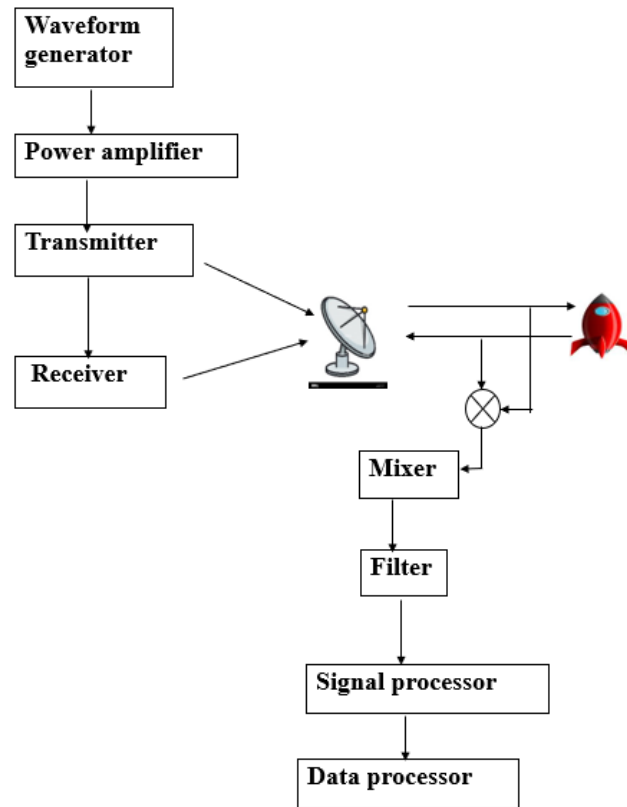 Waveform
generator
Power amplifier
Transmitter
Receiver
Mixer
Filter
Signal processor
Data processor